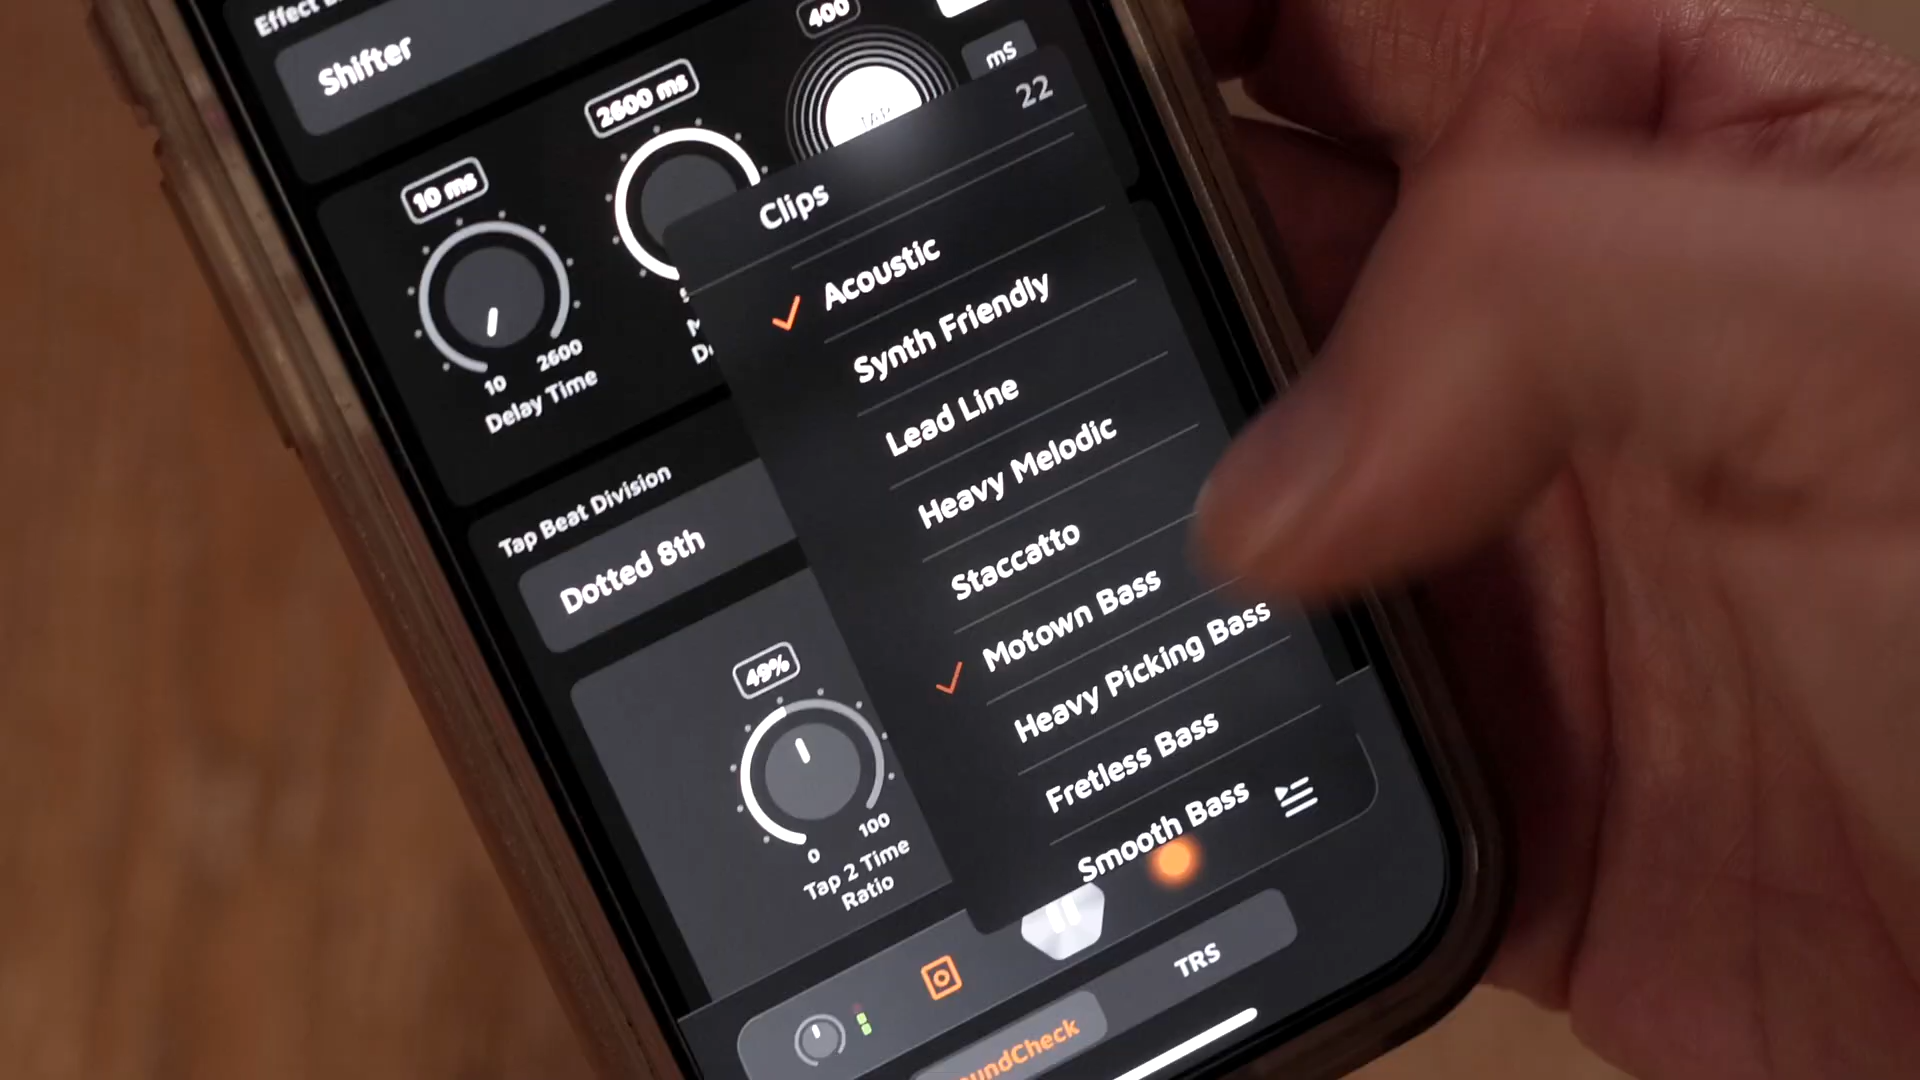 Effect
Shifter
400
mS
2600 ms
10 ms
10
2600
Delay Time
Clips
22
Acoustic
Synth Friendly
Lead Line
Heavy Melodic
Staccatto
Motown Bass
Heavy Picking Bass
Fretless Bass
Smooth Bass
Tap Beat Division
Dotted 8th
49%
0
100
Tap 2 Time
Ratio
TRS